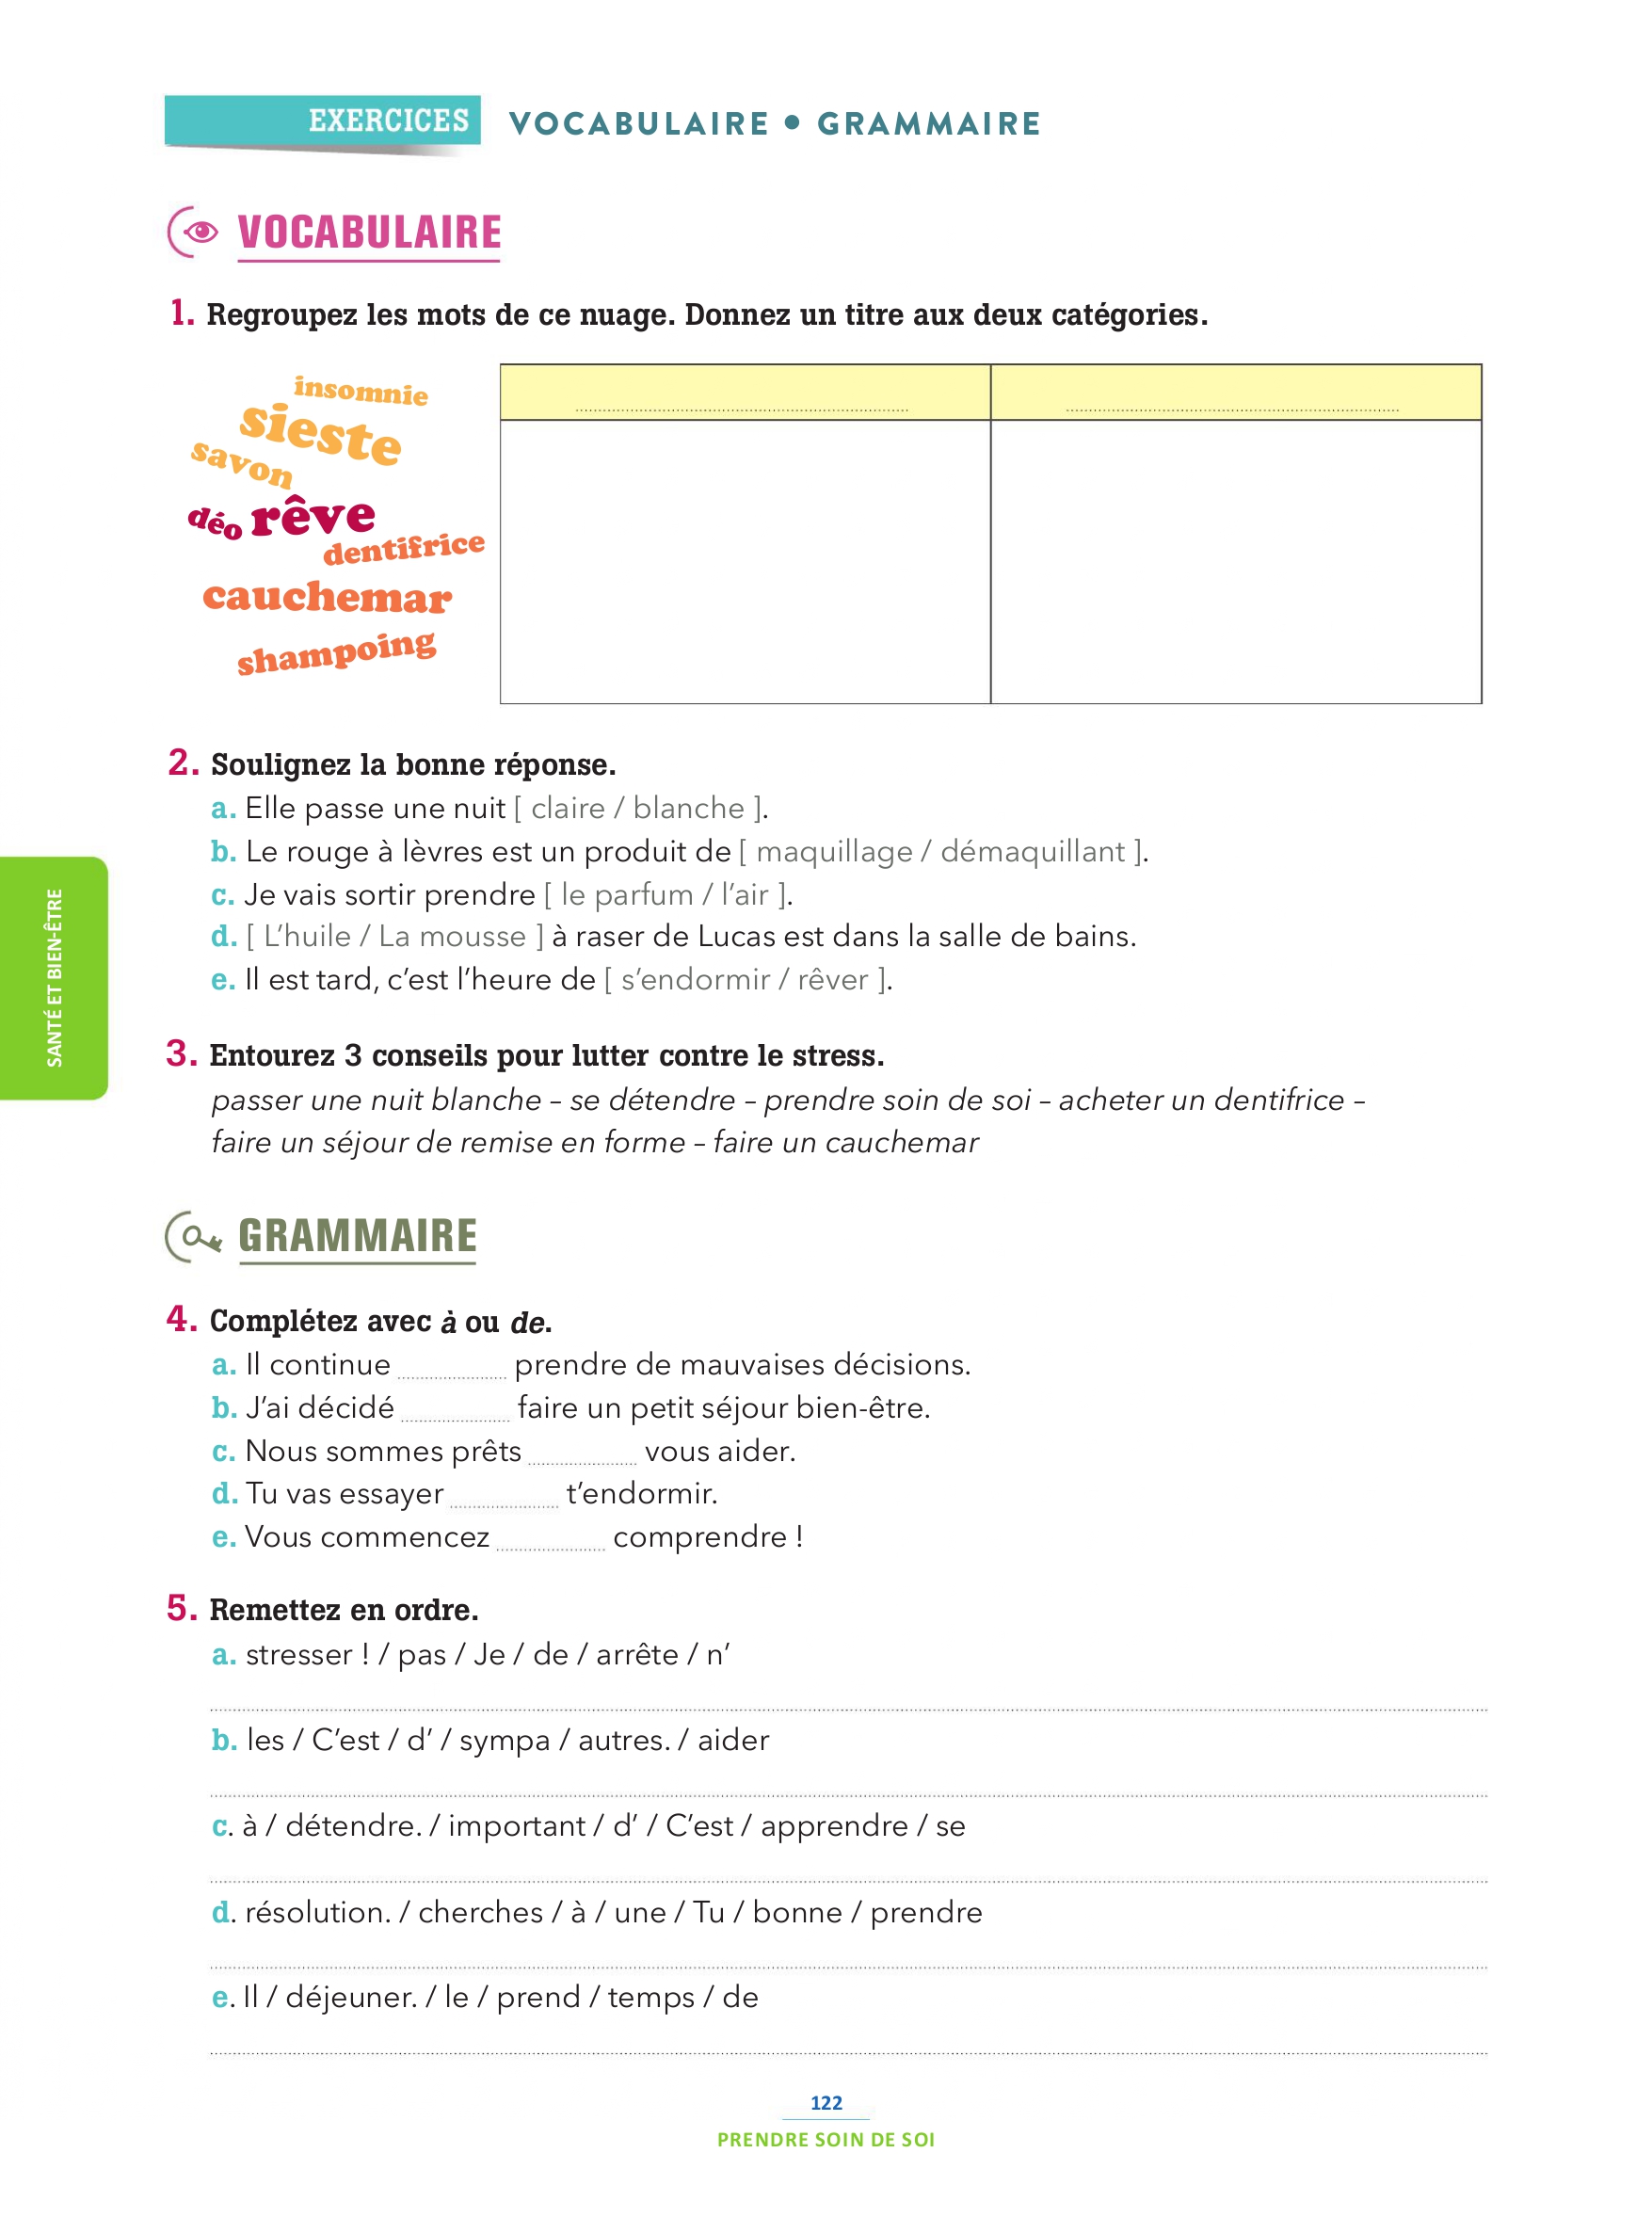 EXERCICES VOCABULAIRE • GRAMMAIRE
VOCABULAIRE
1. Regroupez les mots de ce nuage. Donnez un titre aux deux catégories.
insomnie
sieste
savon
déo rêve
dentifrice
cauchemar
shampoing
2. Soulignez la bonne réponse.
a. Elle passe une nuit [ claire / blanche ].
b. Le rouge à lèvres est un produit de [ maquillage / démaquillant ].
c. Je vais sortir prendre [ le parfum / l’air ].
d. [ L’huile / La mousse ] à raser de Lucas est dans la salle de bains.
e. Il est tard, c’est l’heure de [ s’endormir / rêver ].
SANTÉ ET BIEN-ÊTRE
3. Entourez 3 conseils pour lutter contre le stress.
passer une nuit blanche – se détendre – prendre soin de soi – acheter un dentifrice –
faire un séjour de remise en forme – faire un cauchemar
GRAMMAIRE
4. Complétez avec à ou de.
a. Il continue ............ prendre de mauvaises décisions.
b. J’ai décidé ............ faire un petit séjour bien-être.
c. Nous sommes prêts ............ vous aider.
d. Tu vas essayer ............ t’endormir.
e. Vous commencez ............ comprendre !
5. Remettez en ordre.
a. stresser ! / pas / Je / de / arrête / n’
b. les / C’est / d’ / sympa / autres. / aider
c. à / détendre. / important / d’ / C’est / apprendre / se
d. résolution. / cherches / à / une / Tu / bonne / prendre
e. Il / déjeuner. / le / prend / temps / de
122
PRENDRE SOIN DE SOI